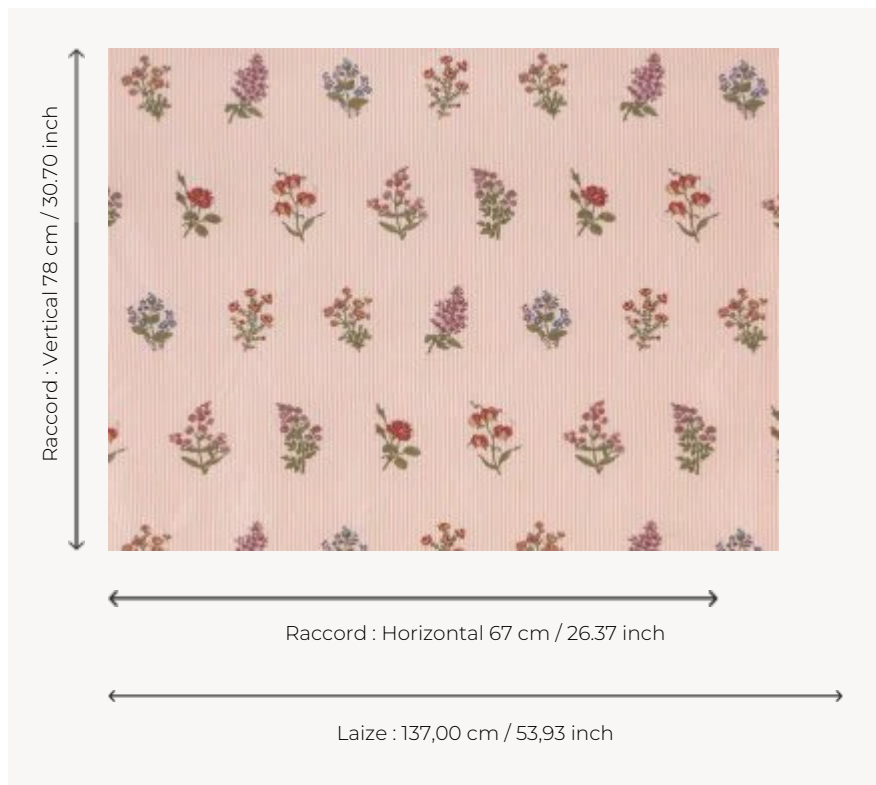 Raccord : Vertical 78 cm / 30.70 inch
Raccord : Horizontal 67 cm / 26.37 inch
Laize : 137,00 cm / 53,93 inch